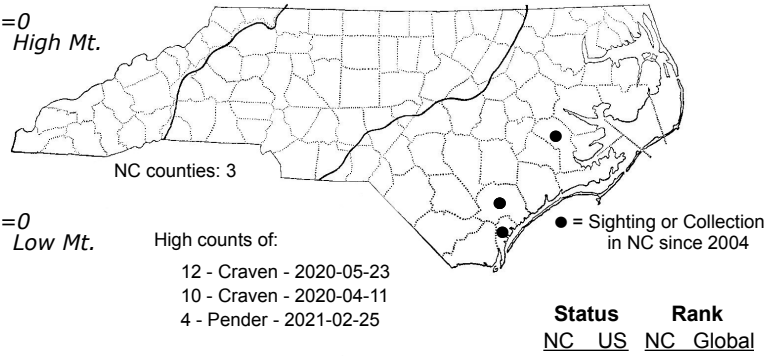 =0
High Mt.
NC counties: 3
=0
Low Mt.
● = Sighting or Collection
in NC since 2004
High counts of:
12 - Craven - 2020-05-23
10 - Craven - 2020-04-11
4 - Pender - 2021-02-25
Status Rank
NC US NC Global